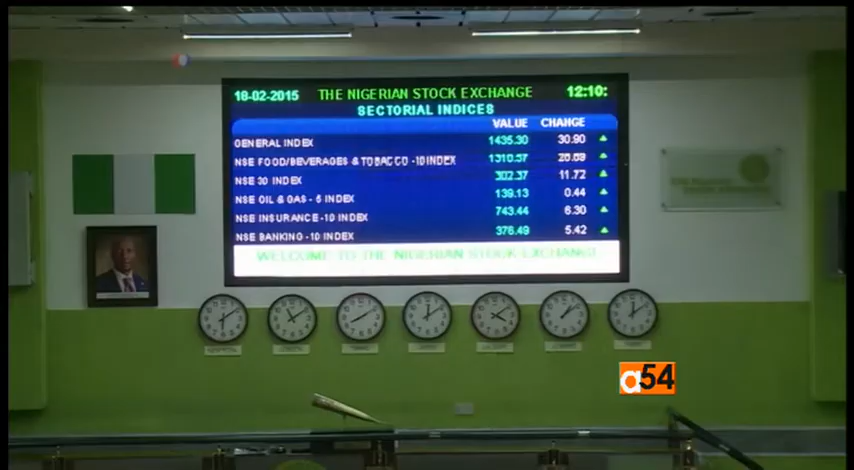 18-02-2015 THE NIGERIAN STOCK EXCHANGE 12:10:
SECTORIAL INDICES
VALUE CHANGE
GENERAL INDEX 1435.30 30.90
NSE FOOD/BEVERAGES & TOBACCO -10 INDEX 1310.57
NSE 30 INDEX 302.37 11.72
NSE OIL & GAS - 5 INDEX 139.13 0.44
NSE INSURANCE -10 INDEX 743.44 6.30
NSE BANKING -10 INDEX 376.49 5.42
WELCOME TO THE NIGERIAN STOCK EXCHANGE
a54